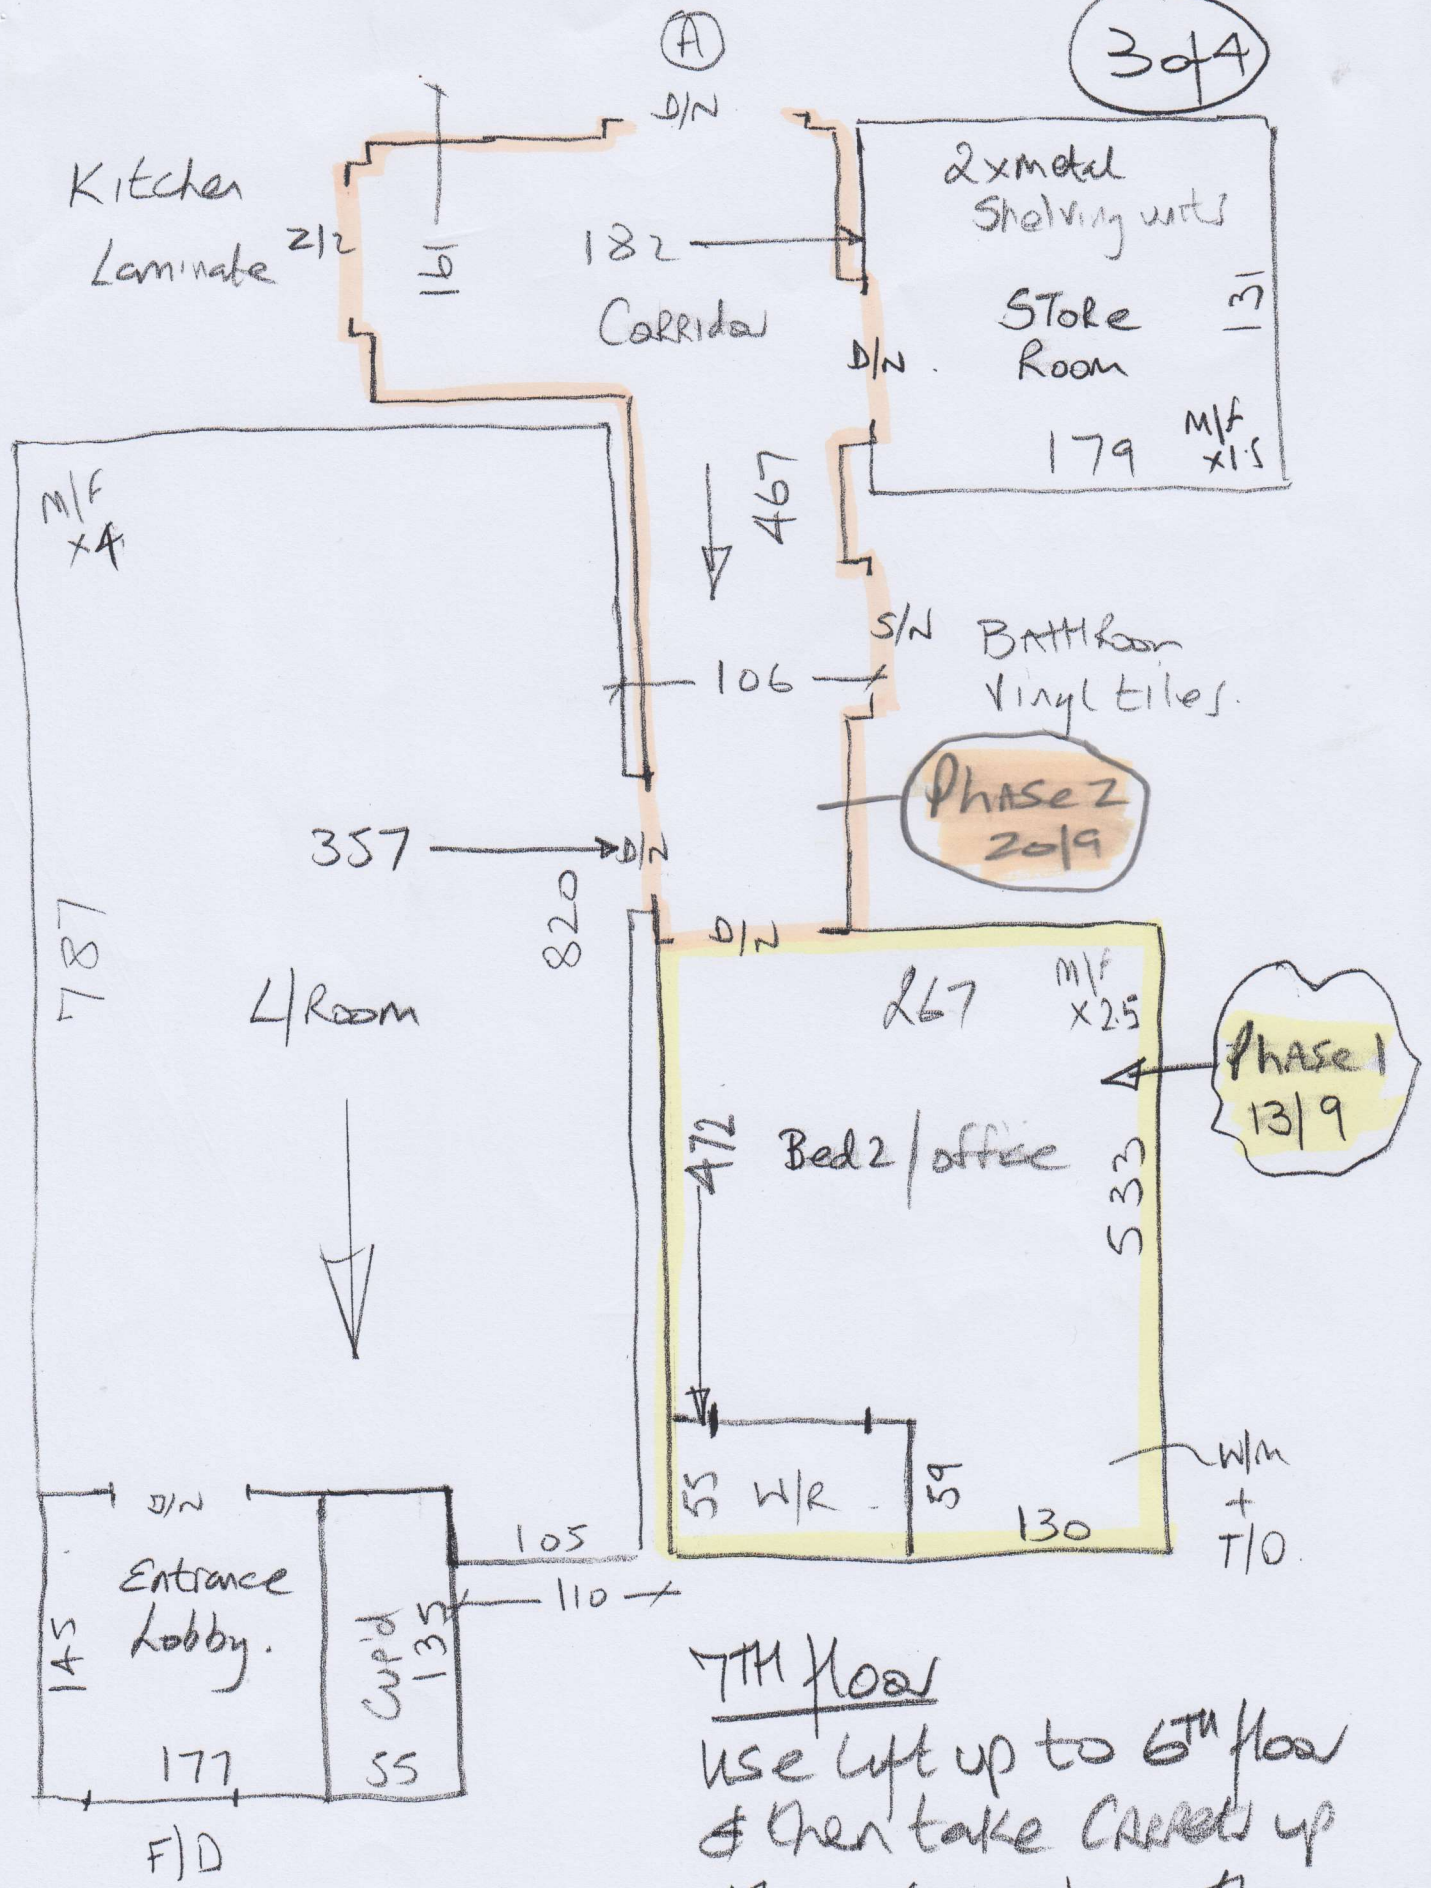 A
3 of 4
D/N
Kitchen
Laminate
212
161
182
Corridor
2 x metal
Shelving units
Store
Room
131
D/N
179
M/F
x1.5
M/F
x4
467
S/N
Bathroom
Vinyl tiles.
106
Phase 2
20/9
357
D/N
820
787
L/Room
D/N
267
M/F
x 2.5
Phase 1
13/9
472
Bed 2 / office
533
55
W/R
59
130
W/M
+
T/O
D/N
Entrance
Lobby.
145
177
F/D
Cup'd
135
55
105
110
7TH floor
Use lift up to 6TH floor
& then take CARPETS up